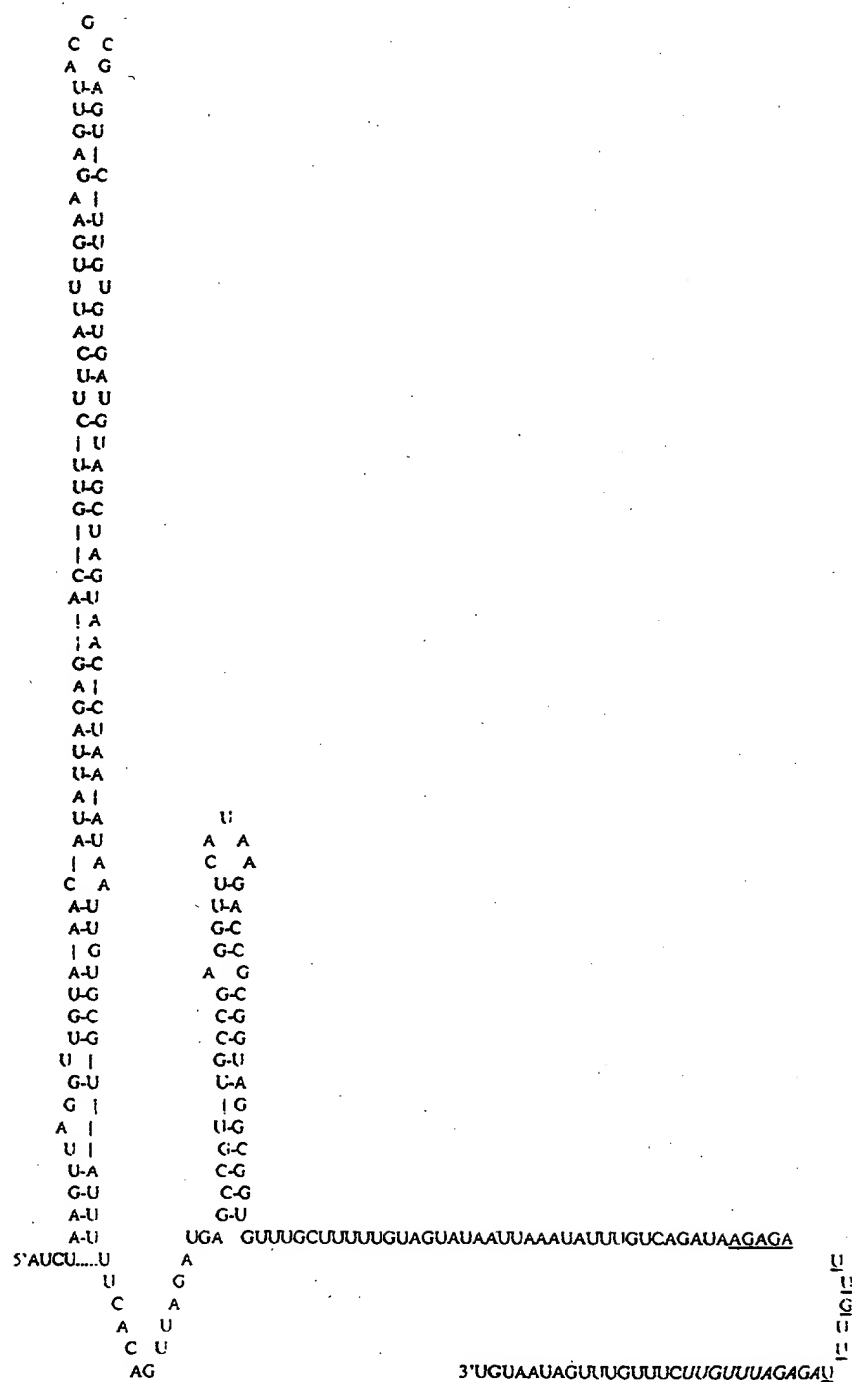 G
C C
A G
U-A
U-G
G-U
A |
G-C
A |
A-U
G-U
U-G
U U
U-G
A-U
C-G
U-A
U U
C-G
| U
U-A
U-G
G-C
| U
| A
C-G
A-U
| A
| A
G-C
A |
G-C
A-U
U-A
U-A
A |
U-A
A-U
| A
C A
A-U
A-U
| G
A-U
U-G
G-C
U-G
U |
G-U
G |
A |
U |
U-A
G-U
A-U
A-U
5'AUCU.....U
U
C
A
C
AG
U
U
A
G
A
UGA
U
A A
C A
U-G
U-A
G-C
G-C
A G
G-C
C-G
C-G
G-U
U-A
| G
U-G
G-C
C-G
C-G
G-U
GUUUGCUUUUUGUAGUAUAAUUAAAUAUUUGUCAGAUAAGAGA
3'UGUAAUAGUUUGUUUCUUGUUUAGAGAU